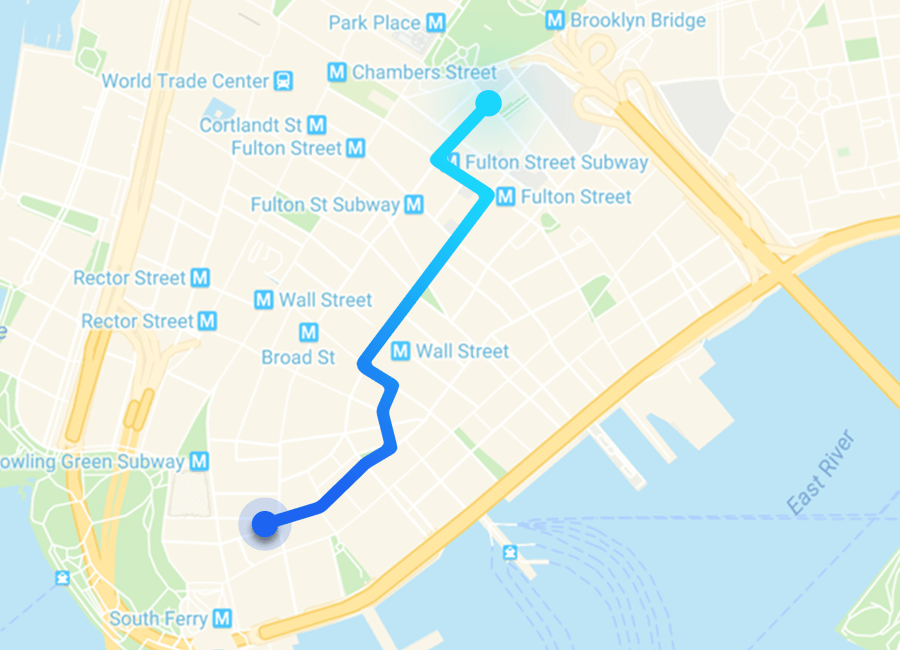 Park Place M
M Brooklyn Bridge
M Chambers Street
World Trade Center
Cortlandt St M
Fulton Street M
M Fulton Street Subway
M Fulton Street
Fulton St Subway M
Rector Street M
M Wall Street
Rector Street M
M
Broad St
M Wall Street
owling Green Subway M
East River
South Ferry M